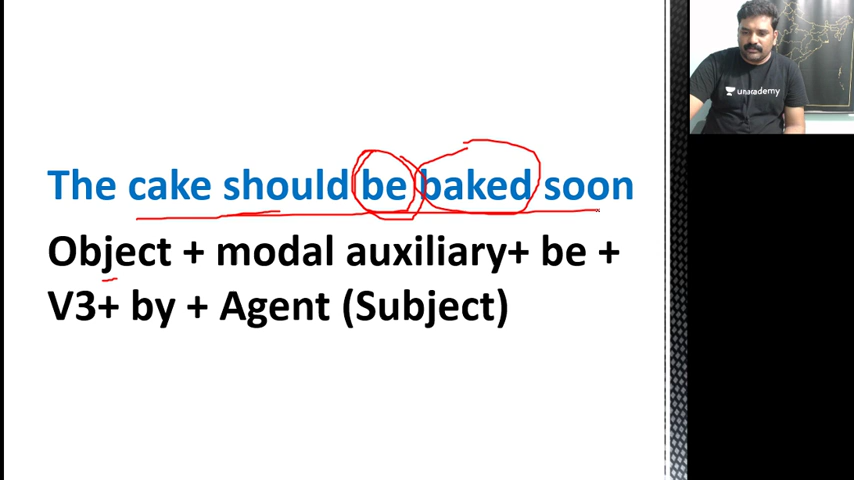 The cake should be baked soon
Object + modal auxiliary+ be +
V3+ by + Agent (Subject)
unacademy